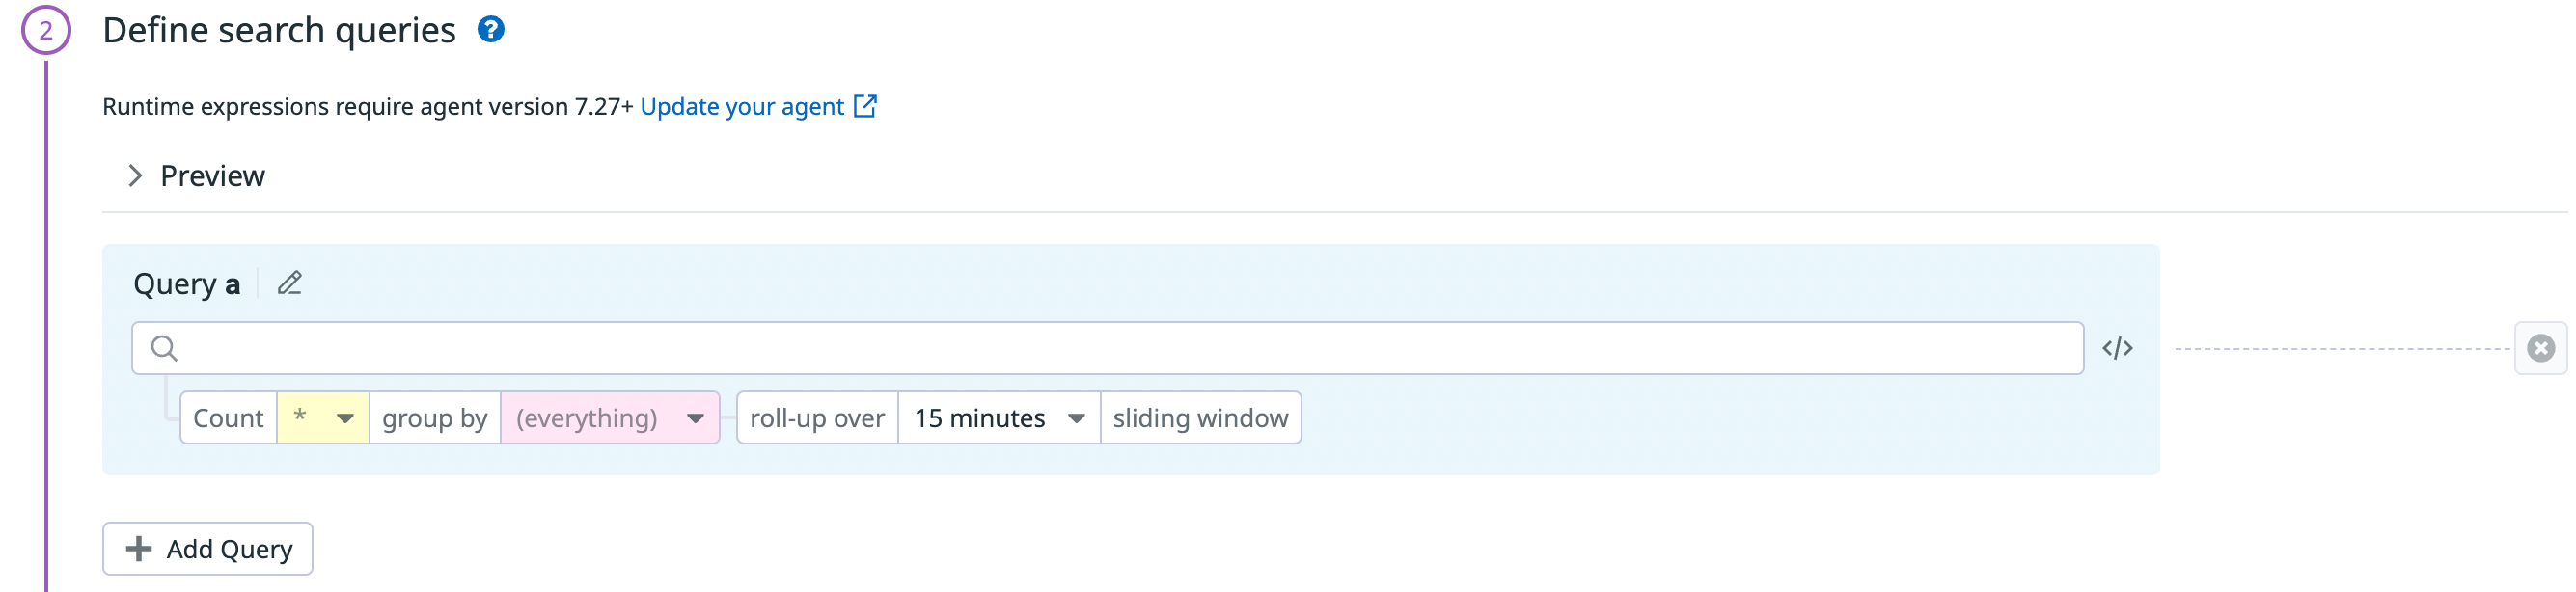 2 Define search queries ?
Runtime expressions require agent version 7.27+ Update your agent
Preview
Query a
</>
Count * group by (everything) roll-up over 15 minutes sliding window
Add Query